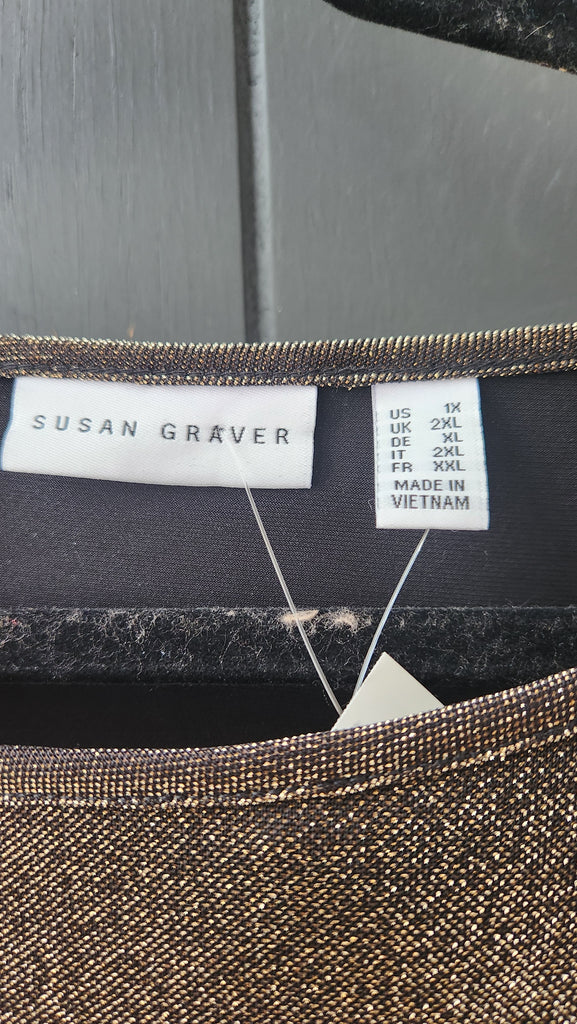 SUSAN GRAVER
US 1X
UK 2XL
DE XL
IT 2XL
FR XXL
MADE IN
VIETNAM